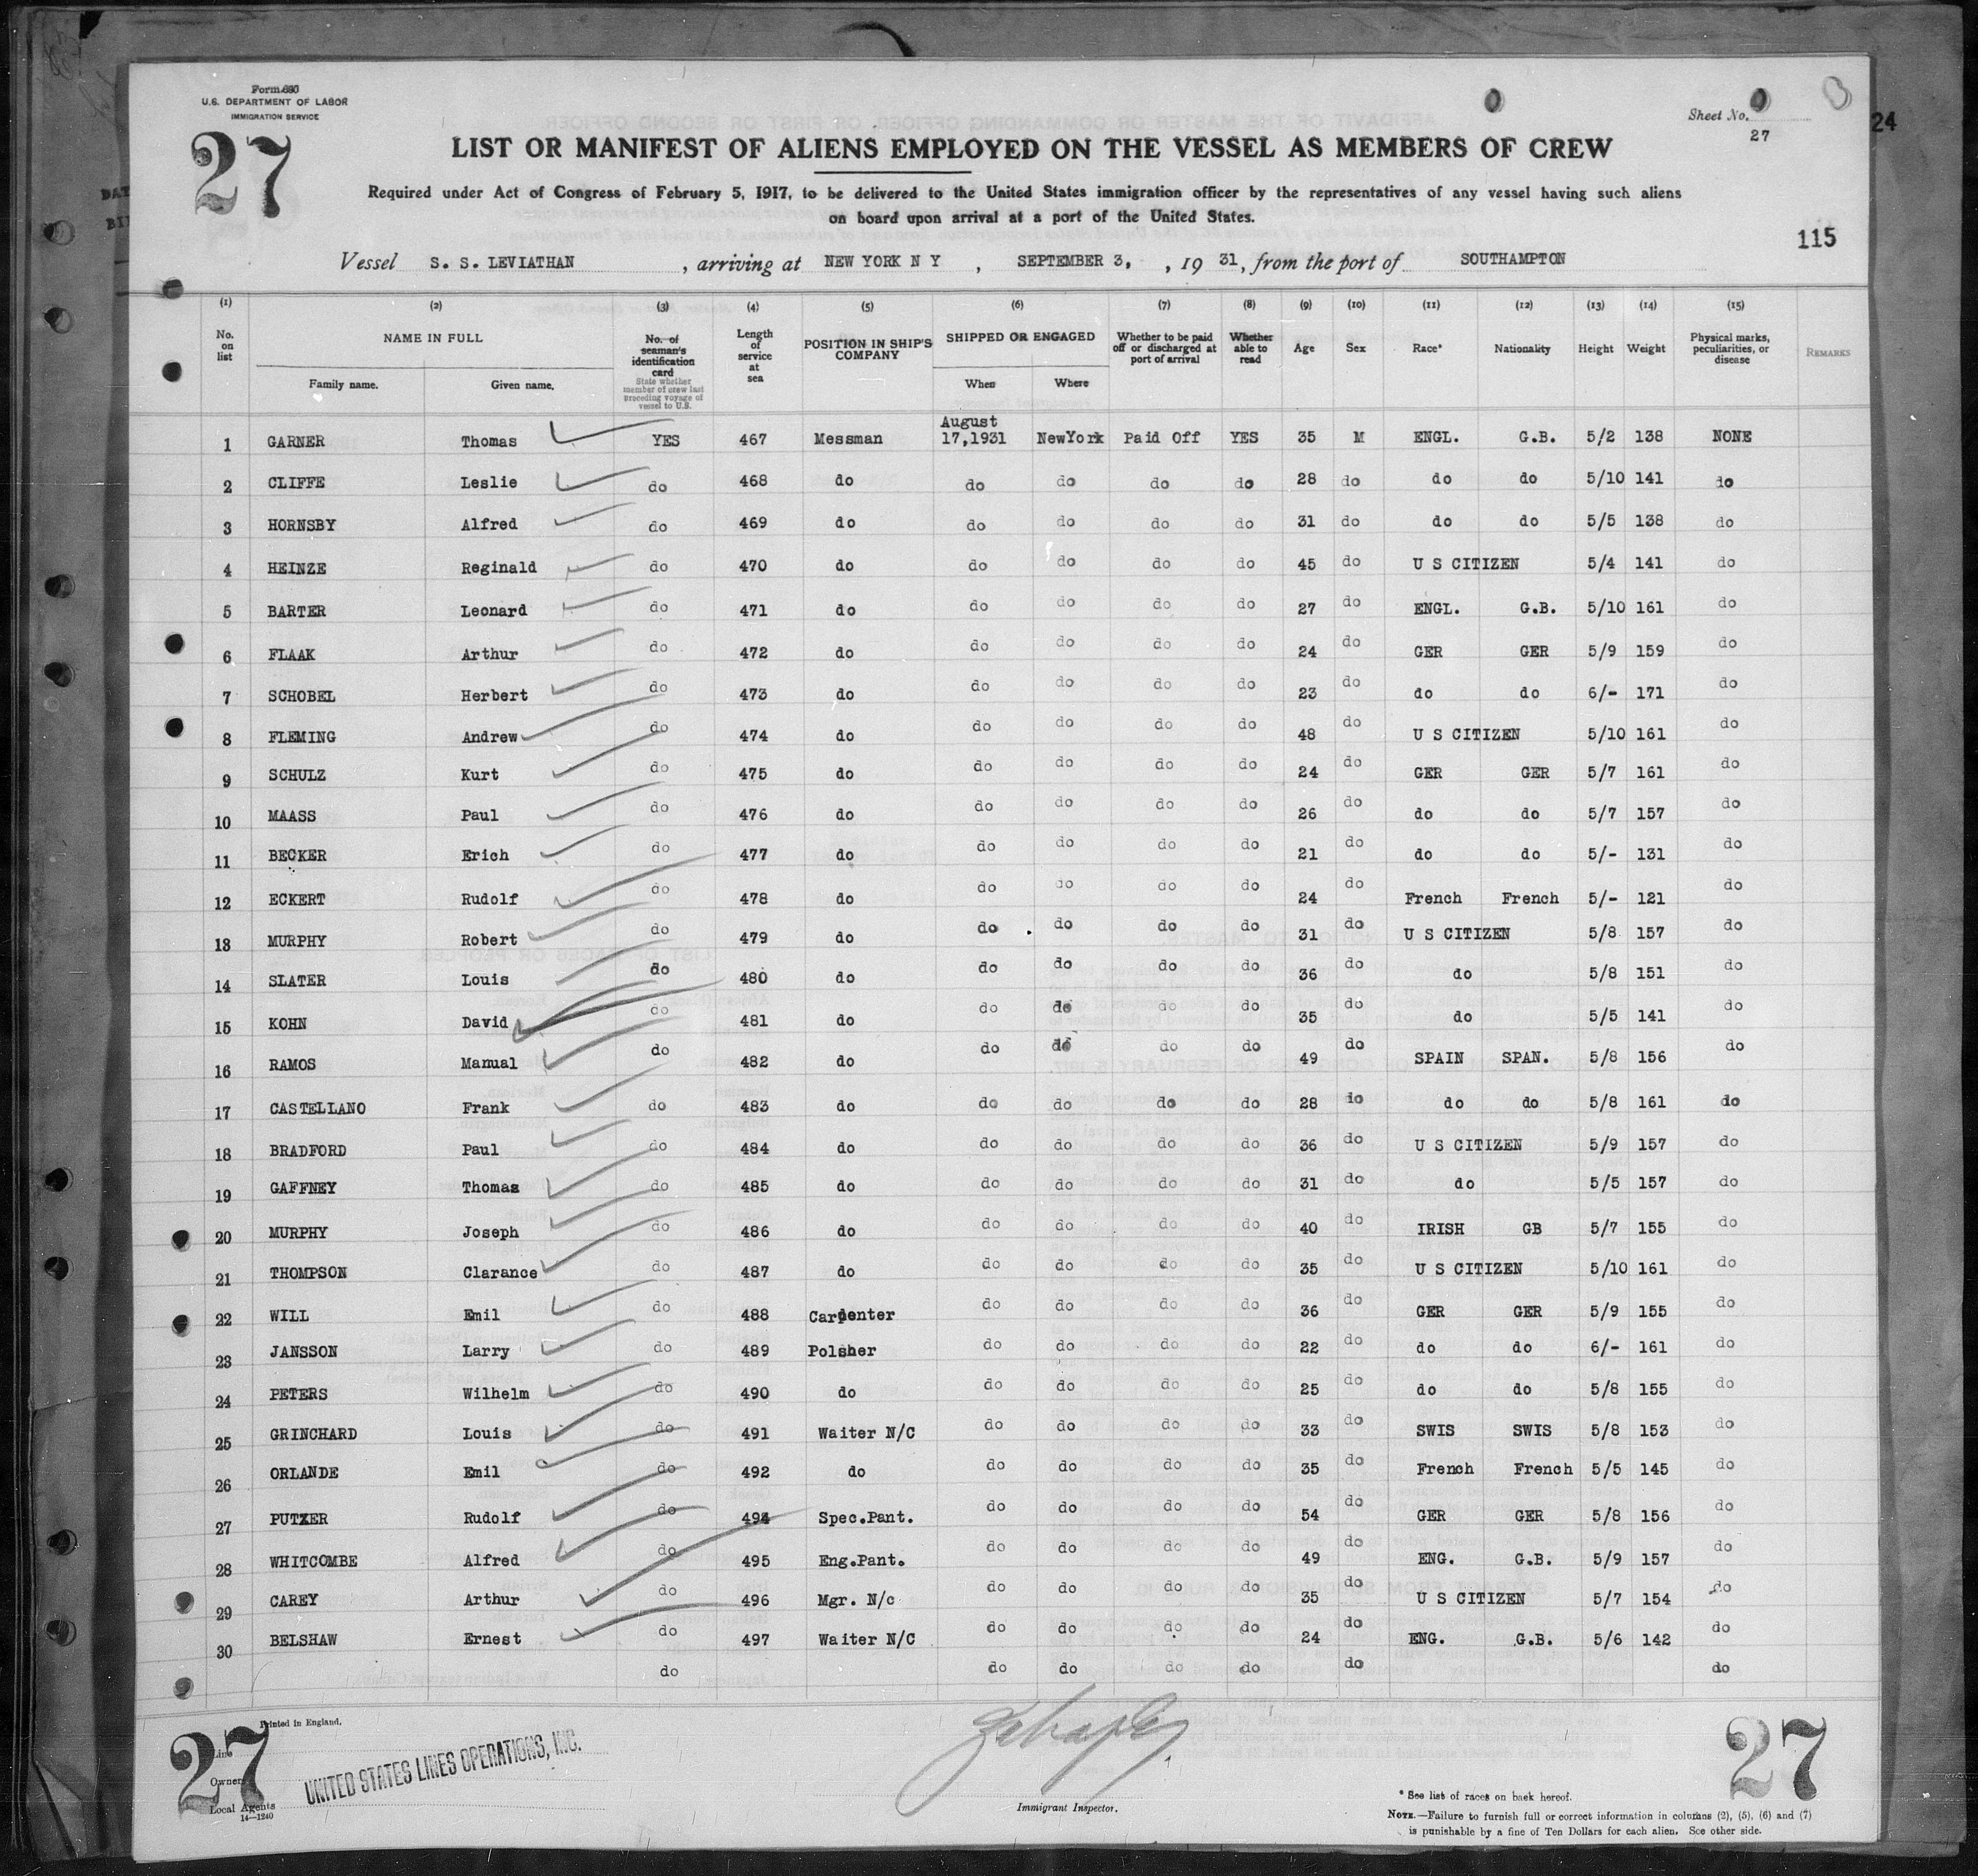 Form 680
U.S. DEPARTMENT OF LABOR
IMMIGRATION SERVICE
27
Sheet No.
27
24
LIST OR MANIFEST OF ALIENS EMPLOYED ON THE VESSEL AS MEMBERS OF CREW
Required under Act of Congress of February 5, 1917, to be delivered to the United States immigration officer by the representatives of any vessel having such aliens
on board upon arrival at a port of the United States.
115
Vessel S. S. LEVIATHAN, arriving at NEW YORK N Y, SEPTEMBER 3, , 19 31, from the port of SOUTHAMPTON
(1) (2) (3) (4) (5) (6) (7) (8) (9) (10) (11) (12) (13) (14) (15)
No. on list NAME IN FULL Family name. Given name. No. of seaman's identification card State whether member of crew last preceding voyage of vessel to U.S. Length of service at sea POSITION IN SHIP'S COMPANY SHIPPED OR ENGAGED When Where Whether to be paid off or discharged at port of arrival Whether able to read Age Sex Race* Nationality Height Weight Physical marks, peculiarities, or disease REMARKS
1 GARNER Thomas YES 467 Messman August 17,1931 NewYork Paid Off YES 35 M ENGL. G.B. 5/2 138 NONE
2 CLIFFE Leslie do 468 do do do do do 28 do do do 5/10 141 do
3 HORNSBY Alfred do 469 do do do do do 31 do do do 5/5 138 do
4 HEINZE Reginald do 470 do do do do do 45 do U S CITIZEN 5/4 141 do
5 BARTER Leonard do 471 do do do do do 27 do ENGL. G.B. 5/10 161 do
6 FLAAK Arthur do 472 do do do do do 24 do GER GER 5/9 159 do
7 SCHOBEL Herbert do 473 do do do do do 23 do do do 6/- 171 do
8 FLEMING Andrew do 474 do do do do do 48 do U S CITIZEN 5/10 161 do
9 SCHULZ Kurt do 475 do do do do do 24 do GER GER 5/7 161 do
10 MAASS Paul do 476 do do do do do 26 do do do 5/7 157 do
11 BECKER Erich do 477 do do do do do 21 do do do 5/- 131 do
12 ECKERT Rudolf do 478 do do do do do 24 do French French 5/- 121 do
13 MURPHY Robert do 479 do do do do do 31 do U S CITIZEN 5/8 157 do
14 SLATER Louis do 480 do do do do do 36 do do 5/8 151 do
15 KOHN David do 481 do do do do do 35 do do 5/5 141 do
16 RAMOS Manual do 482 do do do do do 49 do SPAIN SPAN. 5/8 156 do
17 CASTELLANO Frank do 483 do do do do do 28 do do do 5/8 161 do
18 BRADFORD Paul do 484 do do do do do 36 do U S CITIZEN 5/9 157 do
19 GAFFNEY Thomas do 485 do do do do do 31 do do 5/5 157 do
20 MURPHY Joseph do 486 do do do do do 40 do IRISH GB 5/7 155 do
21 THOMPSON Clarance do 487 do do do do do 35 do U S CITIZEN 5/10 161 do
22 WILL Emil do 488 Carpenter do do do do 36 do GER GER 5/9 155 do
23 JANSSON Larry do 489 Polsher do do do do 22 do do do 6/- 161 do
24 PETERS Wilhelm do 490 do do do do do 25 do do do 5/8 155 do
25 GRINCHARD Louis do 491 Waiter N/C do do do do 33 do SWIS SWIS 5/8 153 do
26 ORLANDE Emil do 492 do do do do do 35 do French French 5/5 145 do
27 PUTZER Rudolf do 494 Spec.Pant. do do do do 54 do GER GER 5/8 156 do
28 WHITCOMBE Alfred do 495 Eng.Pant. do do do do 49 do ENG. G.B. 5/9 157 do
29 CAREY Arthur do 496 Mgr. N/c do do do do 35 do U S CITIZEN 5/7 154 do
30 BELSHAW Ernest do 497 Waiter N/C do do do do 24 do ENG. G.B. 5/6 142 do
do do do do do do do
27
Printed in England.
Line
Owners
Local Agents
14—1240
UNITED STATES LINES OPERATIONS, INC.
Immigrant Inspector.
27
* See list of races on back hereof.
NOTE.—Failure to furnish full or correct information in columns (2), (5), (6) and (7)
is punishable by a fine of Ten Dollars for each alien. See other side.